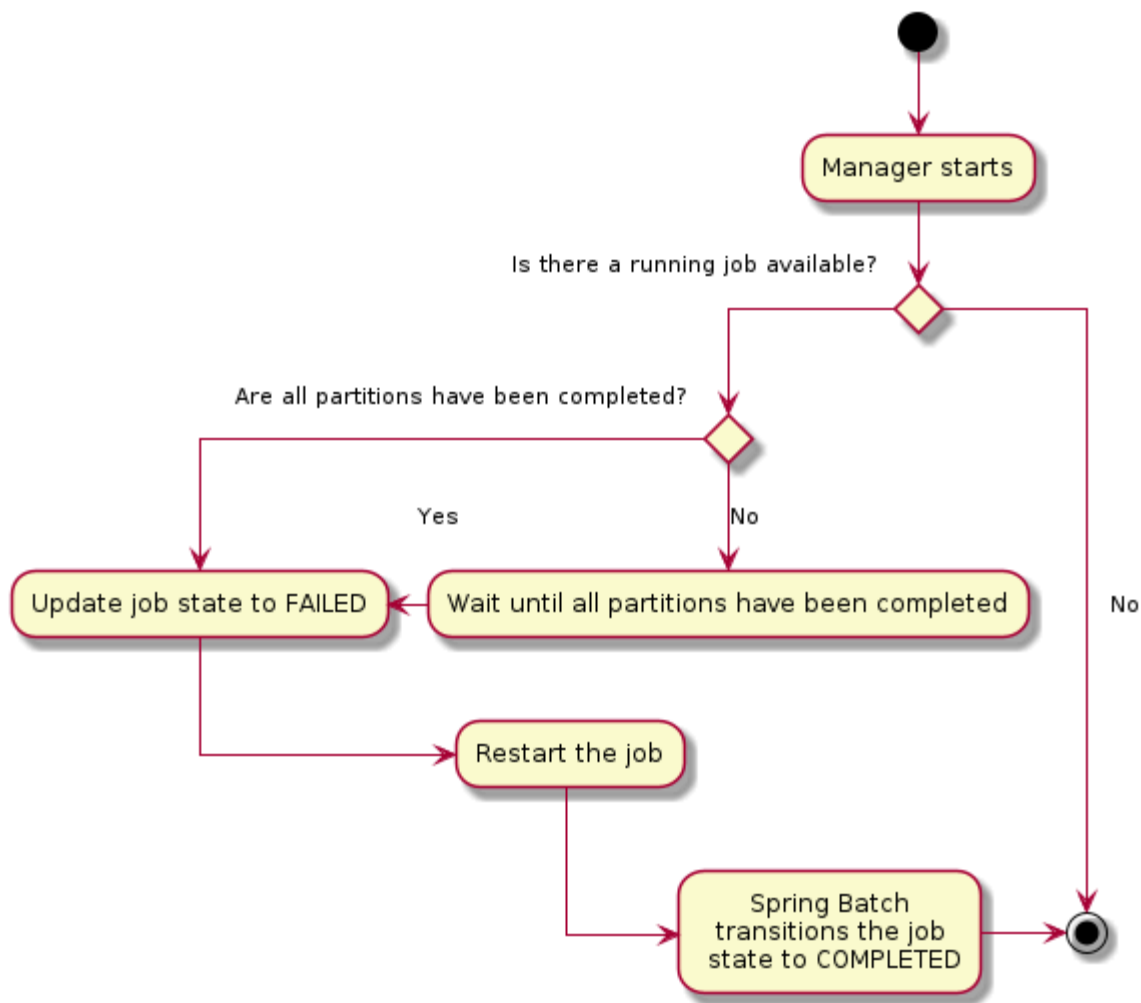 Manager starts
Is there a running job available?
Are all partitions have been completed?
Yes
No
Update job state to FAILED
Wait until all partitions have been completed
No
Restart the job
Spring Batch
transitions the job
state to COMPLETED